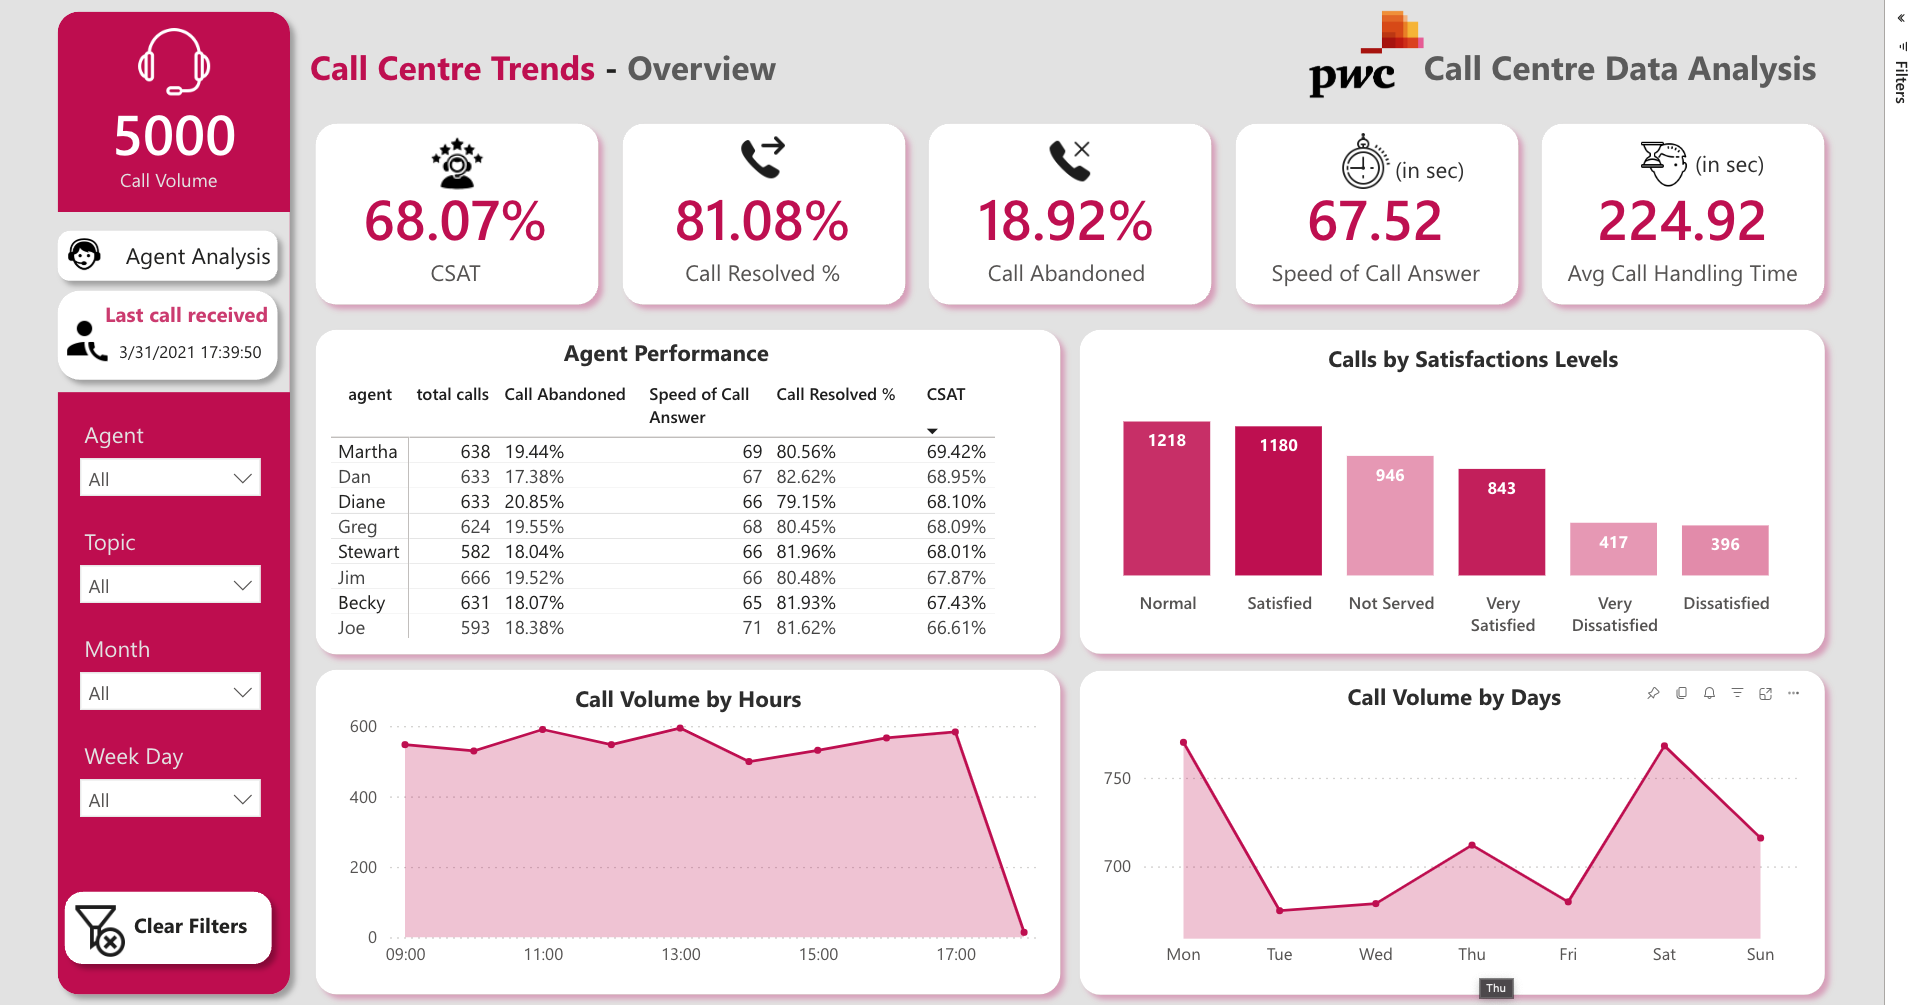 5000
Call Volume
Agent Analysis
Last call received
3/31/2021 17:39:50
Agent
All
Topic
All
Month
All
Week Day
All
Clear Filters
Call Centre Trends - Overview
pwc
Call Centre Data Analysis
68.07%
CSAT
81.08%
Call Resolved %
18.92%
Call Abandoned
(in sec)
67.52
Speed of Call Answer
(in sec)
224.92
Avg Call Handling Time
Agent Performance
agent total calls Call Abandoned Speed of Call Call Resolved % CSAT
Answer
Martha 638 19.44% 69 80.56% 69.42%
Dan 633 17.38% 67 82.62% 68.95%
Diane 633 20.85% 66 79.15% 68.10%
Greg 624 19.55% 68 80.45% 68.09%
Stewart 582 18.04% 66 81.96% 68.01%
Jim 666 19.52% 66 80.48% 67.87%
Becky 631 18.07% 65 81.93% 67.43%
Joe 593 18.38% 71 81.62% 66.61%
Calls by Satisfactions Levels
1218 1180 946 843 417 396
Normal Satisfied Not Served Very Very Dissatisfied
Satisfied Dissatisfied
Call Volume by Hours
600
400
200
0
09:00 11:00 13:00 15:00 17:00
Call Volume by Days
750
700
Mon Tue Wed Thu Fri Sat Sun
Thu
Filters